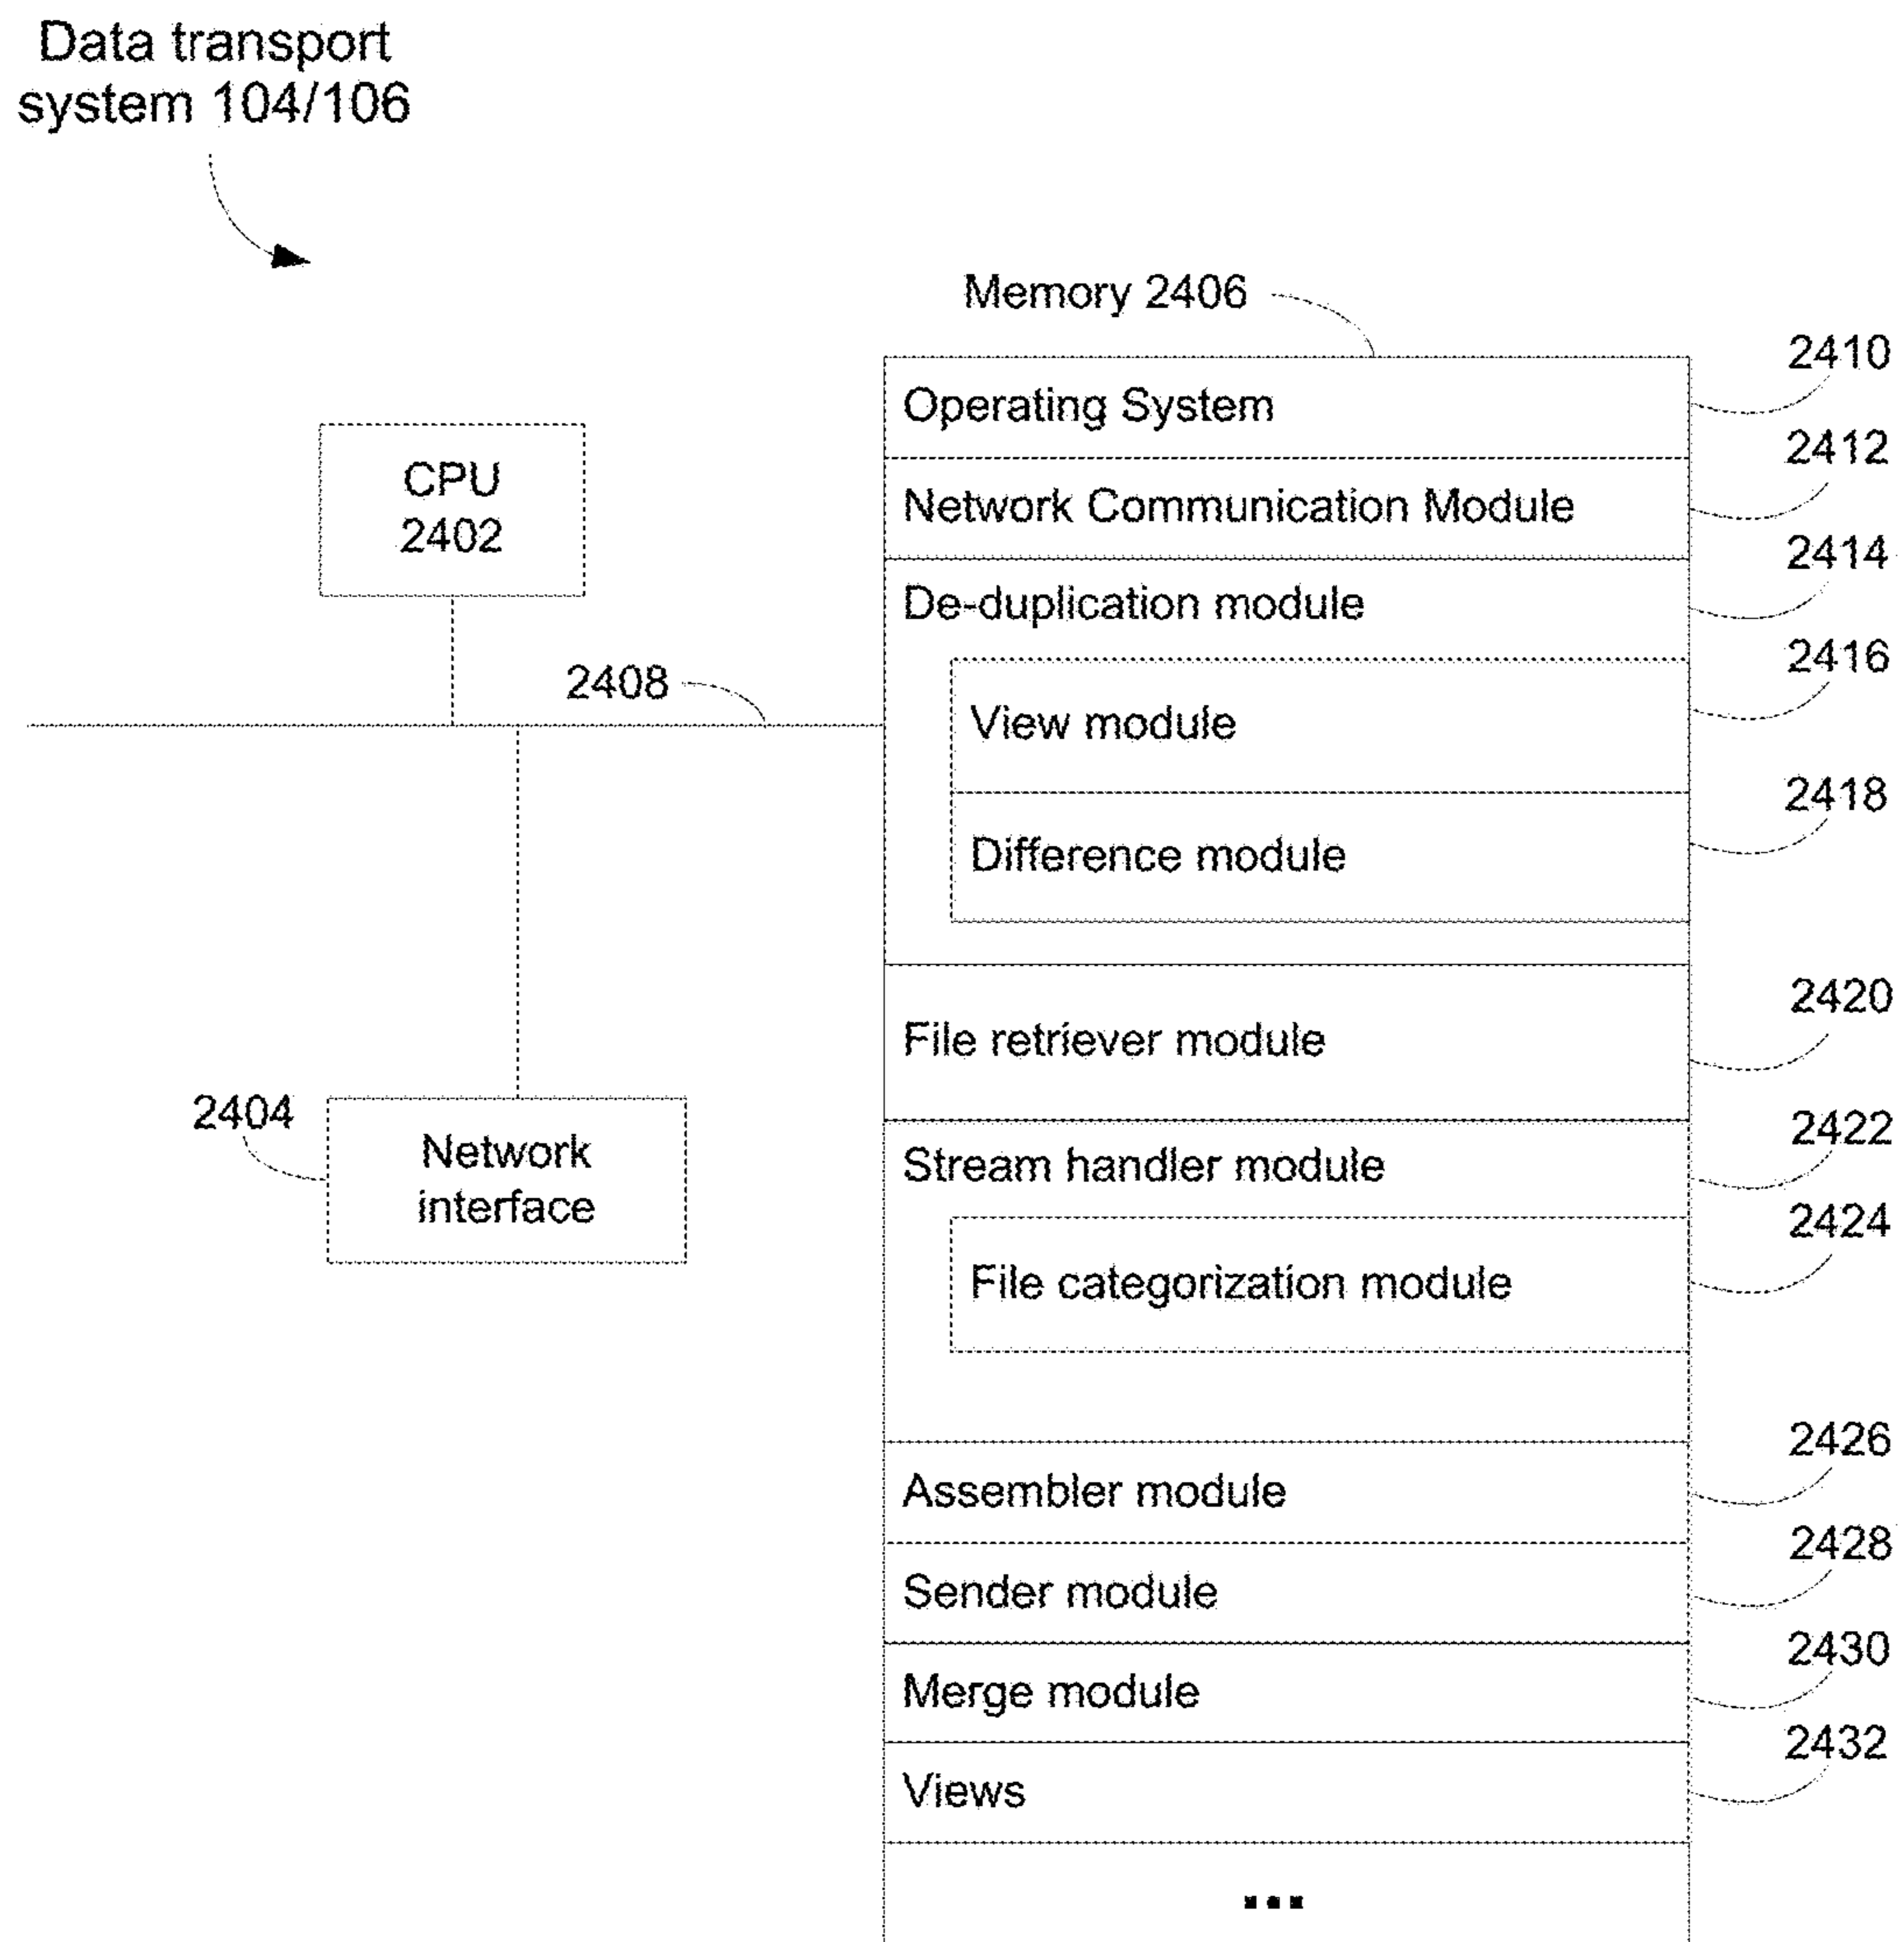 Data transport
system 104/106
Memory 2406
2410
Operating System
2412
Network Communication Module
2414
De-duplication module
2416
View module
2418
Difference module
CPU
2402
2408
2420
File retriever module
2404
Network
interface
2422
Stream handler module
2424
File categorization module
2426
Assembler module
2428
Sender module
2430
Merge module
2432
Views
...